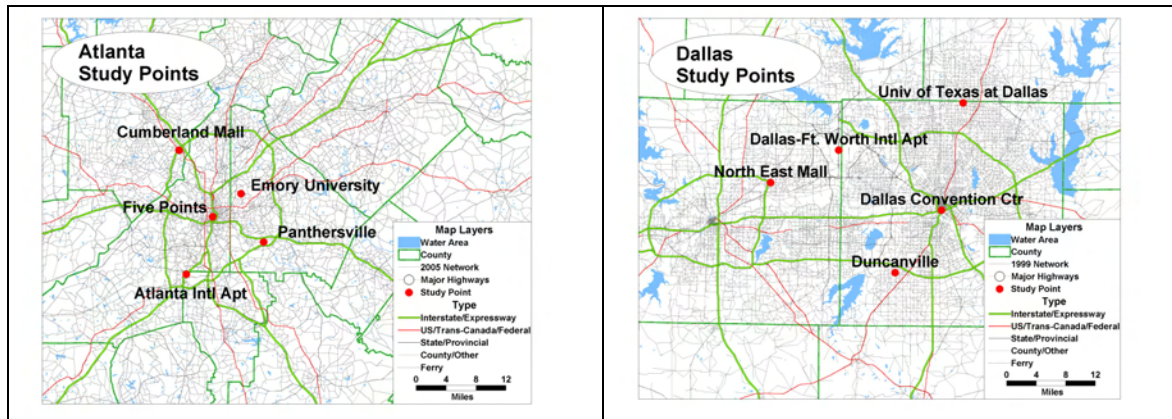 Atlanta
Study Points
Cumberland Mall
Emory University
Five Points
Panthersville
Atlanta Intl Apt
Map Layers
Water Area
County
2005 Network
Major Highways
Study Point
Type
Interstate/Expressway
US/Trans-Canada/Federal
State/Provincial
County/Other
Ferry
0 4 8 12
Miles
Dallas
Study Points
Univ of Texas at Dallas
Dallas-Ft. Worth Intl Apt
North East Mall
Dallas Convention Ctr
Duncanville
Map Layers
Water Area
County
1999 Network
Major Highways
Study Point
Type
Interstate/Expressway
US/Trans-Canada/Federal
State/Provincial
County/Other
Ferry
0 4 8 12
Miles